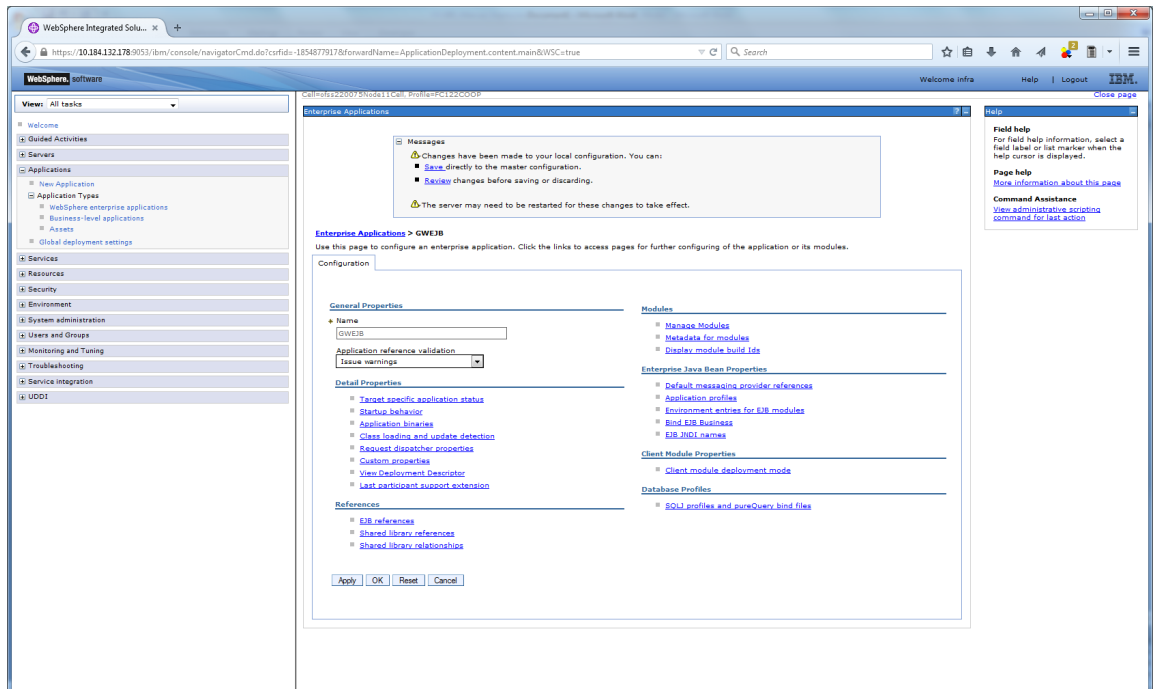 WebSphere Integrated Solu... × +
https://10.184.132.178:9053/ibm/console/navigatorCmd.do?csrfid=-1854877917&forwardName=ApplicationDeployment.content.main&WSC=true
Search
2
WebSphere. software
Welcome infra Help | Logout IBM.
View: All tasks
Cell=ofss220075Node11Cell, Profile=FC122COOP
Close page
Welcome
Guided Activities
Servers
Applications
New Application
Application Types
WebSphere enterprise applications
Business-level applications
Assets
Global deployment settings
Services
Resources
Security
Environment
System administration
Users and Groups
Monitoring and Tuning
Troubleshooting
Service integration
UDDI
Enterprise Applications ? -
Messages
Changes have been made to your local configuration. You can:
Save directly to the master configuration.
Review changes before saving or discarding.
The server may need to be restarted for these changes to take effect.
Enterprise Applications > GWEJB
Use this page to configure an enterprise application. Click the links to access pages for further configuring of the application or its modules.
Configuration
General Properties
+ Name
GWEJB
Application reference validation
Issue warnings
Detail Properties
Target specific application status
Startup behavior
Application binaries
Class loading and update detection
Request dispatcher properties
Custom properties
View Deployment Descriptor
Last participant support extension
References
EJB references
Shared library references
Shared library relationships
Modules
Manage Modules
Metadata for modules
Display module build Ids
Enterprise Java Bean Properties
Default messaging provider references
Application profiles
Environment entries for EJB modules
Bind EJB Business
EJB JNDI names
Client Module Properties
Client module deployment mode
Database Profiles
SQLJ profiles and pureQuery bind files
Apply OK Reset Cancel
Help
Field help
For field help information, select a
field label or list marker when the
help cursor is displayed.
Page help
More information about this page
Command Assistance
View administrative scripting
command for last action